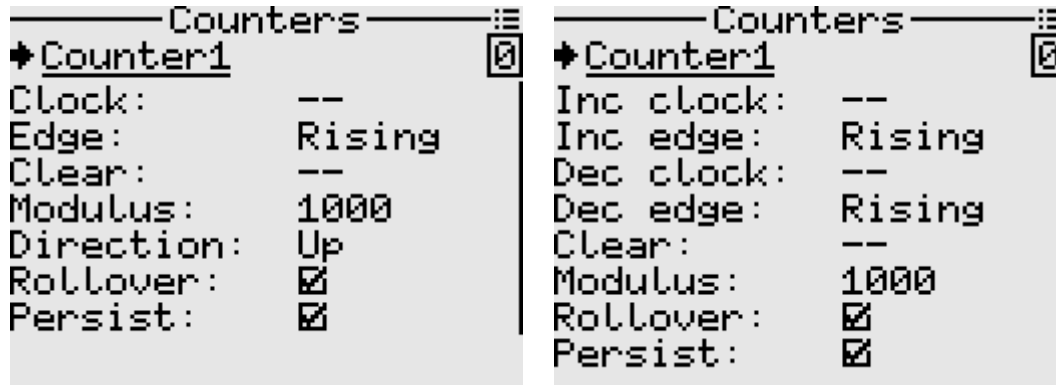 Counters
Counter1 0
Clock: --
Edge: Rising
Clear: --
Modulus: 1000
Direction: Up
Rollover:
Persist:
Counters
Counter1 0
Inc clock: --
Inc edge: Rising
Dec clock: --
Dec edge: Rising
Clear: --
Modulus: 1000
Rollover:
Persist: